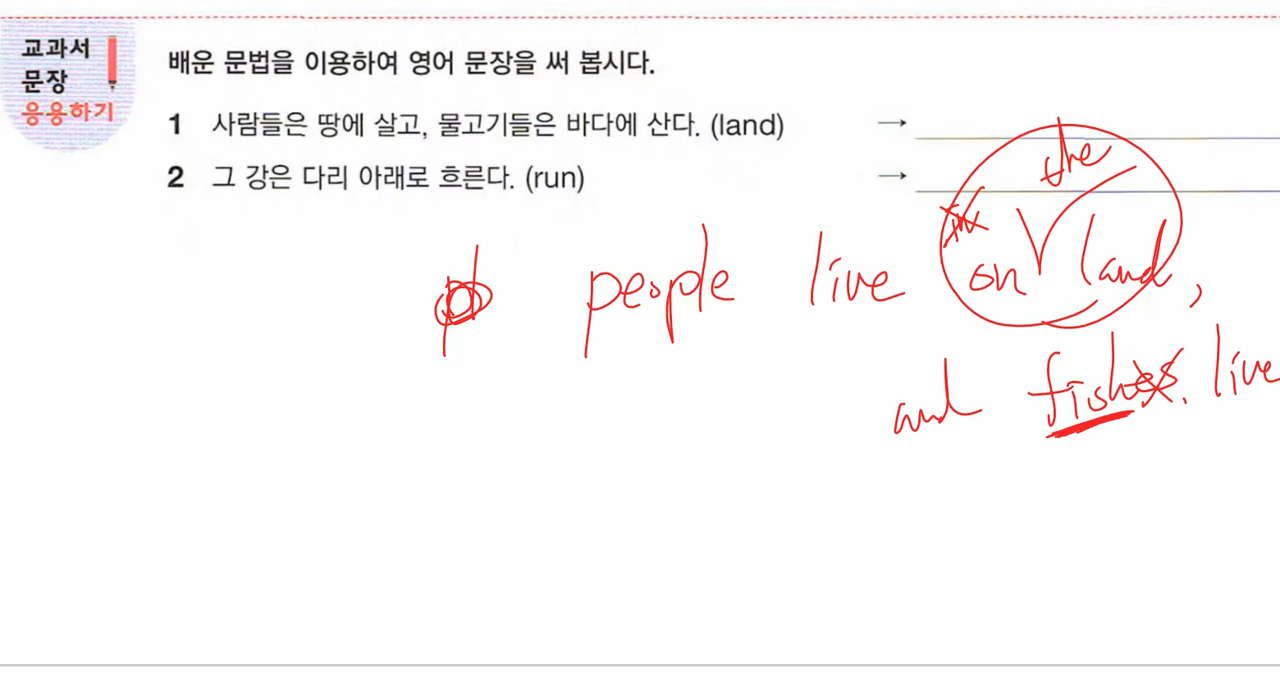 교과서
문장
응용하기
배운 문법을 이용하여 영어 문장을 써 봅시다.
1 사람들은 땅에 살고, 물고기들은 바다에 산다. (land) →
2 그 강은 다리 아래로 흐른다. (run) →
the
in
people live on land,
and fishes. live